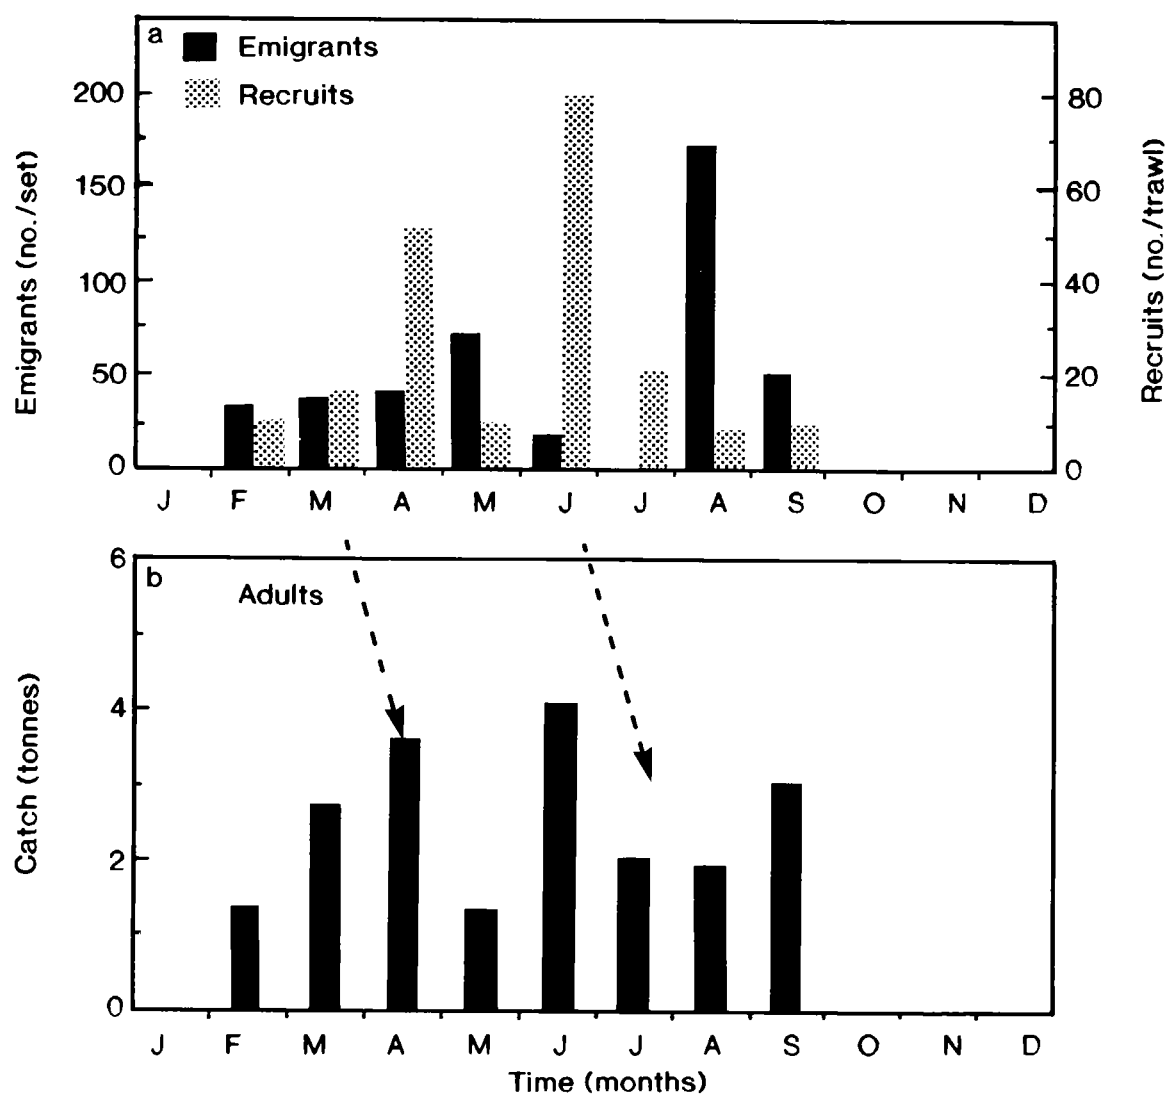 a
Emigrants
Recruits
Emigrants (no./set)
200
150
100
50
0
Recruits (no./trawl)
80
60
40
20
0
J F M A M J J A S O N D
b
Adults
Catch (tonnes)
6
4
2
0
J F M A M J J A S O N D
Time (months)